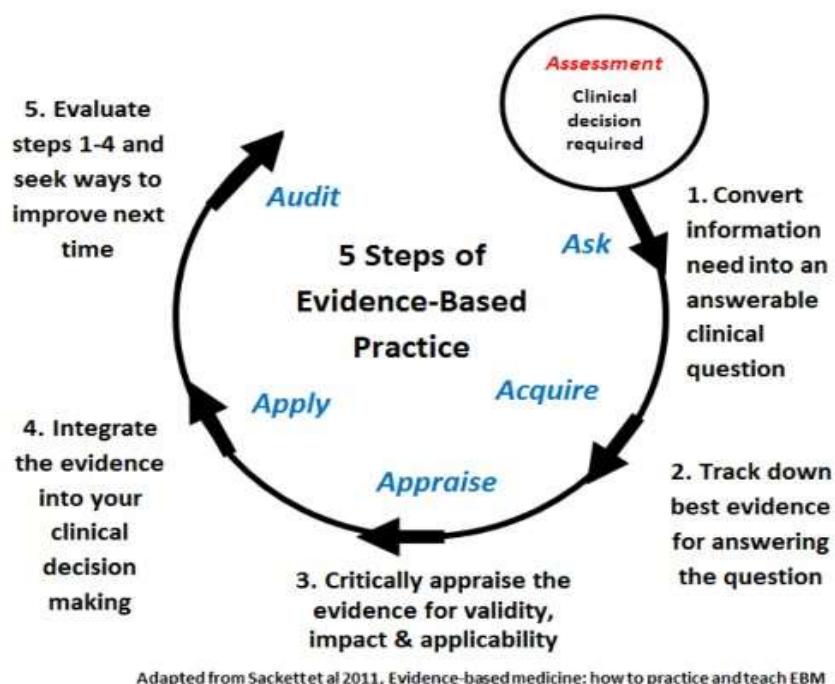 Assessment
Clinical
decision
required
Ask
1. Convert
information
need into an
answerable
clinical
question
Acquire
2. Track down
best evidence
for answering
the question
Appraise
3. Critically appraise the
evidence for validity,
impact & applicability
Apply
4. Integrate
the evidence
into your
clinical
decision
making
Audit
5. Evaluate
steps 1-4 and
seek ways to
improve next
time
5 Steps of
Evidence-Based
Practice
Adapted from Sackett et al 2011. Evidence-based medicine: how to practice and teach EBM